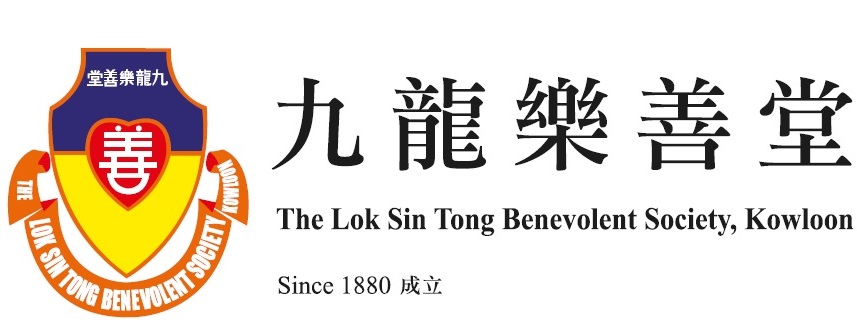 堂善樂龍九
善
THE LOK SIN TONG BENEVOLENT SOCIETY KOWLOON
九龍樂善堂
The Lok Sin Tong Benevolent Society, Kowloon
Since 1880 成立